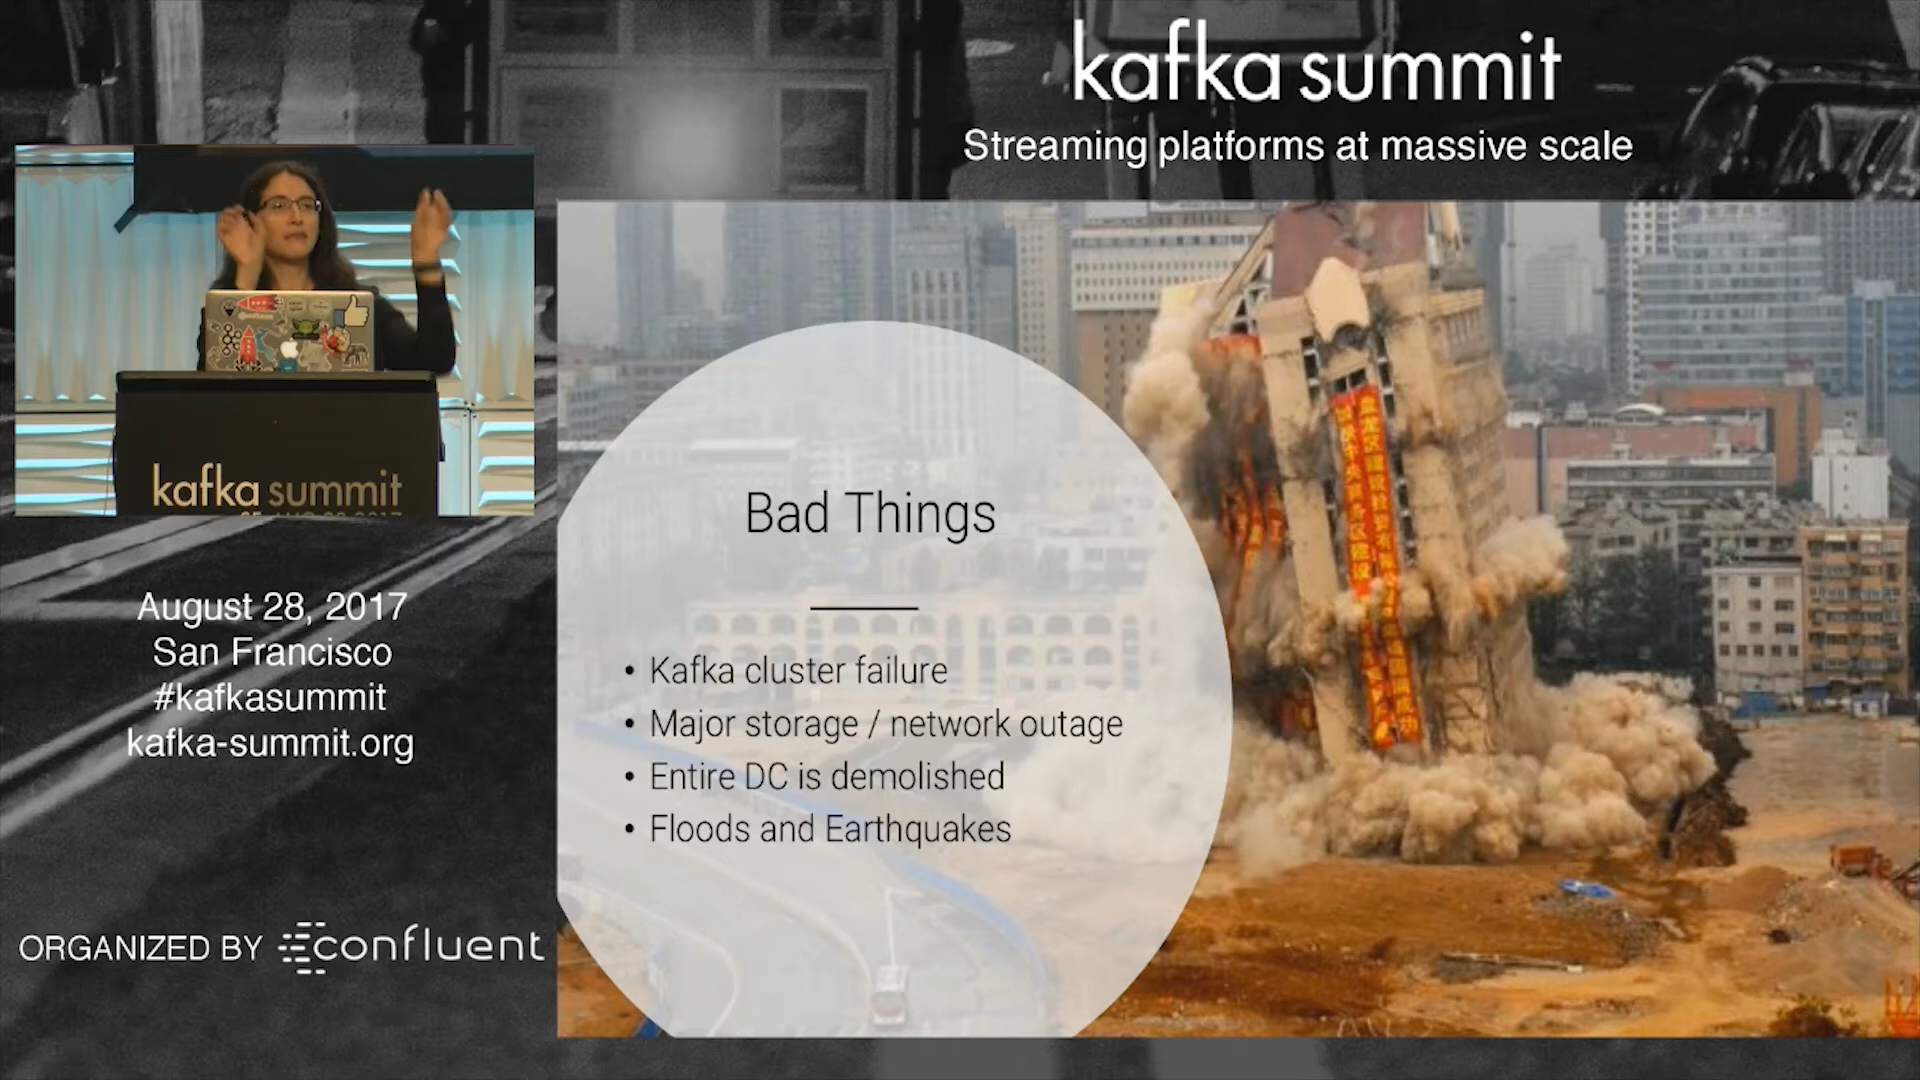 kafka summit
Streaming platforms at massive scale
kafka summit
August 28, 2017
San Francisco
#kafkasummit
kafka-summit.org
ORGANIZED BY confluent
Bad Things
• Kafka cluster failure
• Major storage / network outage
• Entire DC is demolished
• Floods and Earthquakes